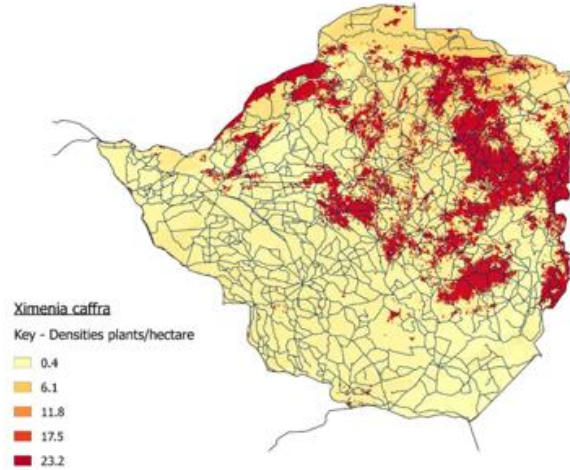 Ximenia caffra
Key - Densities plants/hectare
0.4
6.1
11.8
17.5
23.2